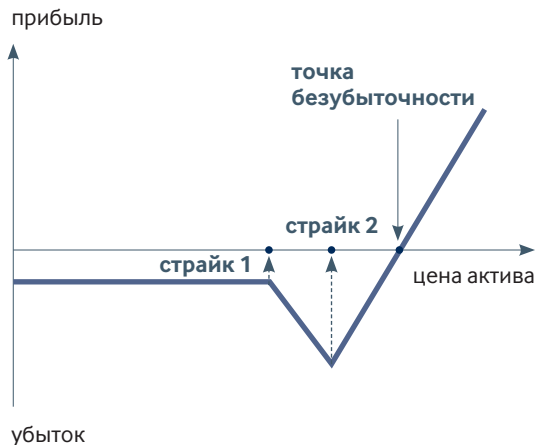 прибыль
точка
безубыточности
страйк 2
страйк 1
цена актива
убыток